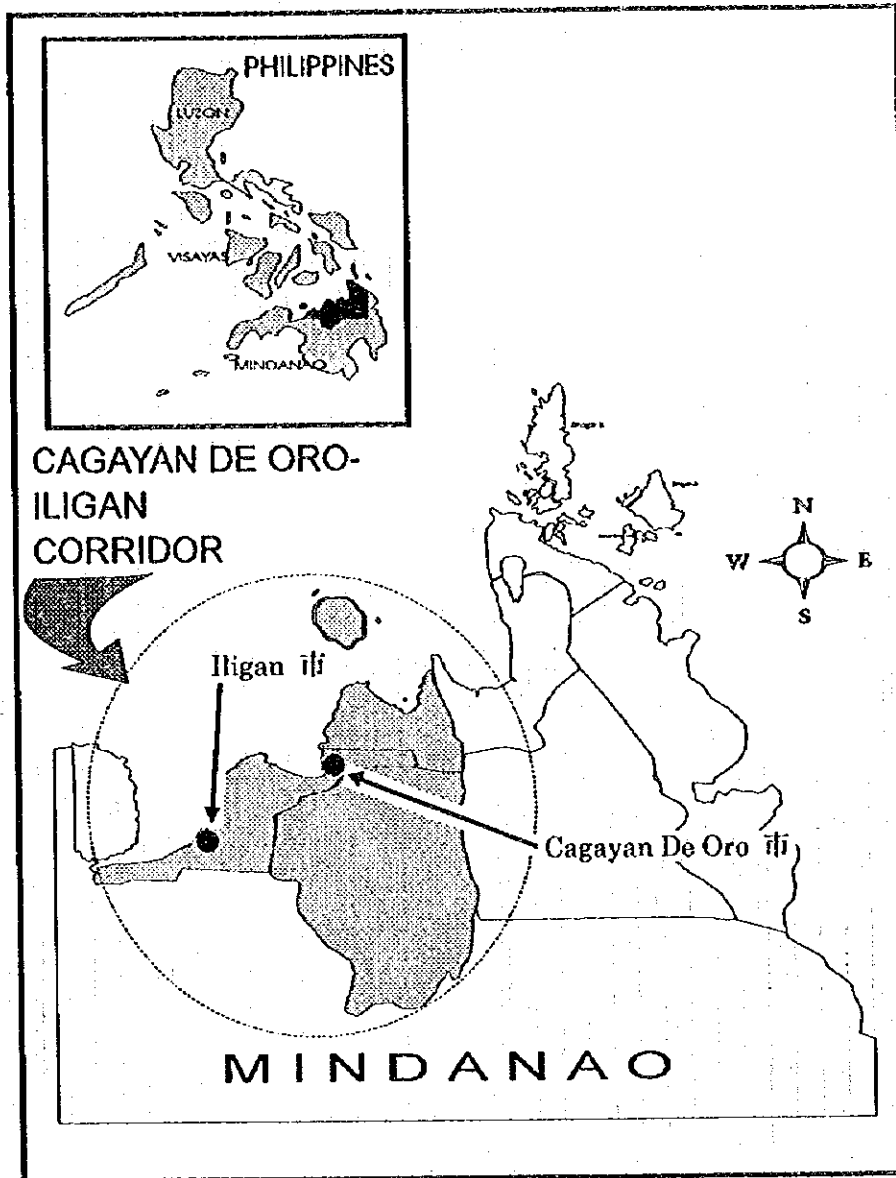 PHILIPPINES
LUZON
VISAYAS
MINDANAO
CAGAYAN DE ORO-
ILIGAN
CORRIDOR
N
W
E
S
Iligan 市
Cagayan De Oro 市
MINDANAO